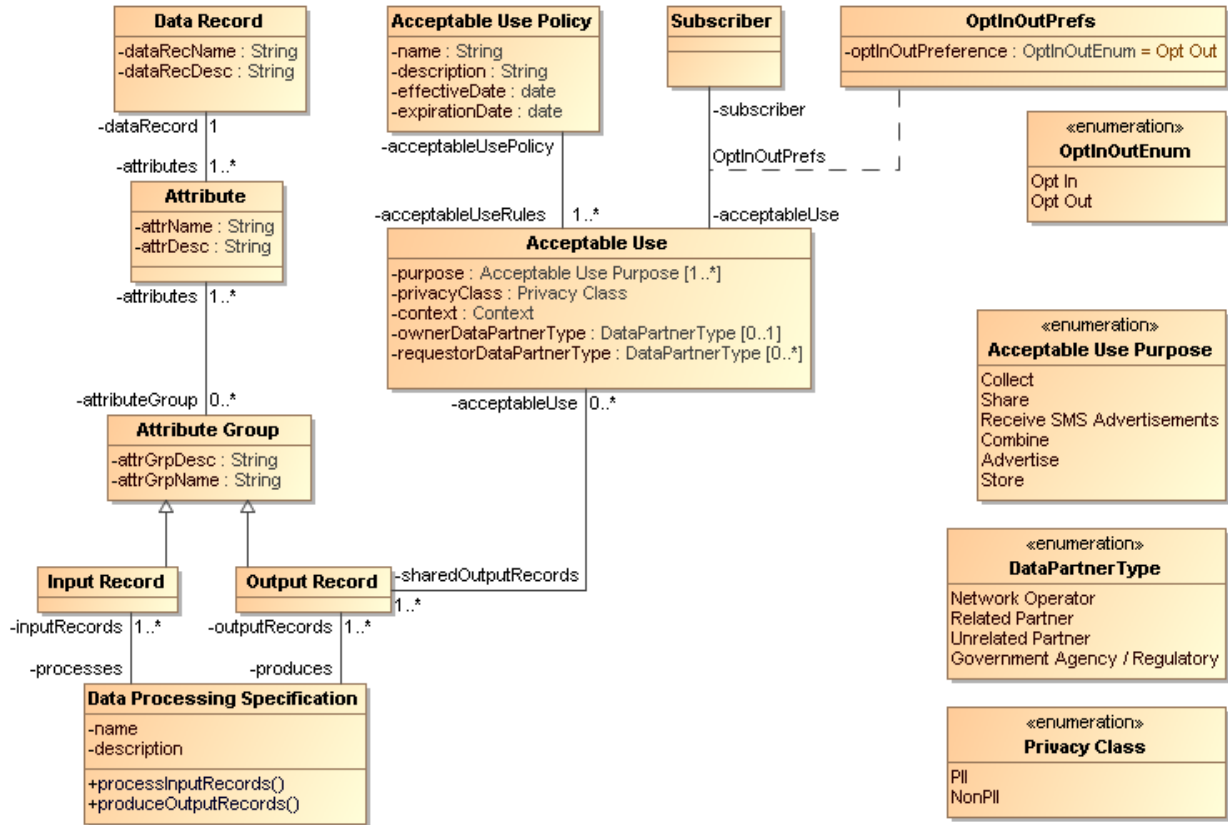 Data Record
-dataRecName : String
-dataRecDesc : String
-dataRecord 1
-attributes 1..*
Attribute
-attrName : String
-attrDesc : String
-attributes 1..*
-attributeGroup 0..*
Attribute Group
-attrGrpDesc : String
-attrGrpName : String
Input Record
Output Record
-inputRecords 1..*
-outputRecords 1..*
-processes
-produces
Data Processing Specification
-name
-description
+processInputRecords()
+produceOutputRecords()
Acceptable Use Policy
-name : String
-description : String
-effectiveDate : date
-expirationDate : date
-acceptableUsePolicy
-acceptableUseRules 1..*
Subscriber
-subscriber
OptInOutPrefs
-acceptableUse
Acceptable Use
-purpose : Acceptable Use Purpose [1..*]
-privacyClass : Privacy Class
-context : Context
-ownerDataPartnerType : DataPartnerType [0..1]
-requestorDataPartnerType : DataPartnerType [0..*]
-acceptableUse 0..*
-sharedOutputRecords
1..*
OptInOutPrefs
-optInOutPreference : OptInOutEnum = Opt Out
«enumeration»
OptInOutEnum
Opt In
Opt Out
«enumeration»
Acceptable Use Purpose
Collect
Share
Receive SMS Advertisements
Combine
Advertise
Store
«enumeration»
DataPartnerType
Network Operator
Related Partner
Unrelated Partner
Government Agency / Regulatory
«enumeration»
Privacy Class
PII
NonPII